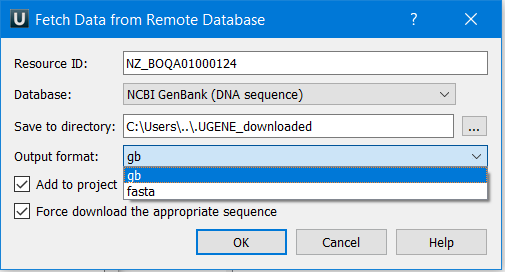 U Fetch Data from Remote Database ? ×
Resource ID: NZ_BOQA01000124
Database: NCBI GenBank (DNA sequence)
Save to directory: C:\Users\..\.UGENE_downloaded ...
Output format: gb
gb
Add to project fasta
Force download the appropriate sequence
OK Cancel Help